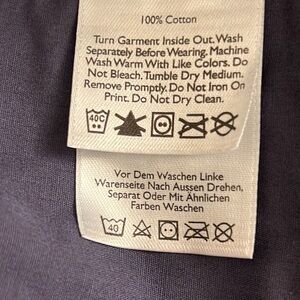 100% Cotton
Turn Garment Inside Out. Wash
Separately Before Wearing. Machine
Wash Warm With Like Colors. Do
Not Bleach. Tumble Dry Medium.
Remove Promptly. Do Not Iron On
Print. Do Not Dry Clean.
40C
Vor Dem Waschen Linke
Warenseite Nach Aussen Drehen,
Separat Oder Mit Ähnlichen
Farben Waschen
40